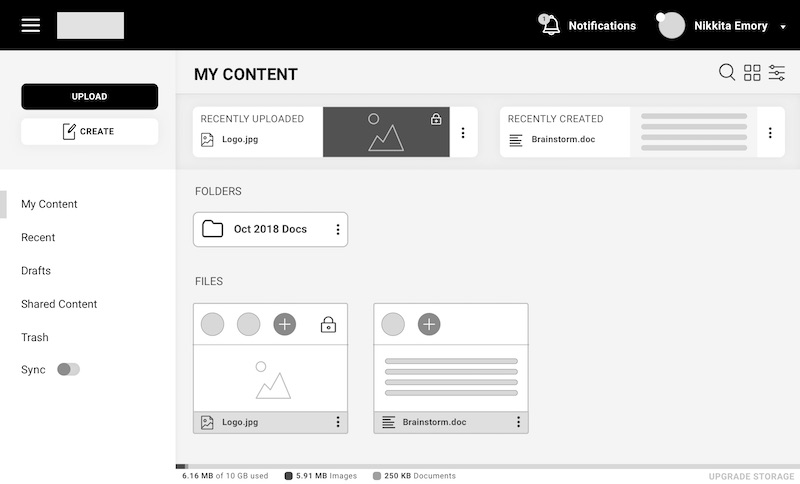 1
Notifications
Nikkita Emory
UPLOAD
CREATE
MY CONTENT
RECENTLY UPLOADED
Logo.jpg
RECENTLY CREATED
Brainstorm.doc
My Content
Recent
Drafts
Shared Content
Trash
Sync
FOLDERS
Oct 2018 Docs
FILES
Logo.jpg
Brainstorm.doc
6.16 MB of 10 GB used
5.91 MB Images
250 KB Documents
UPGRADE STORAGE